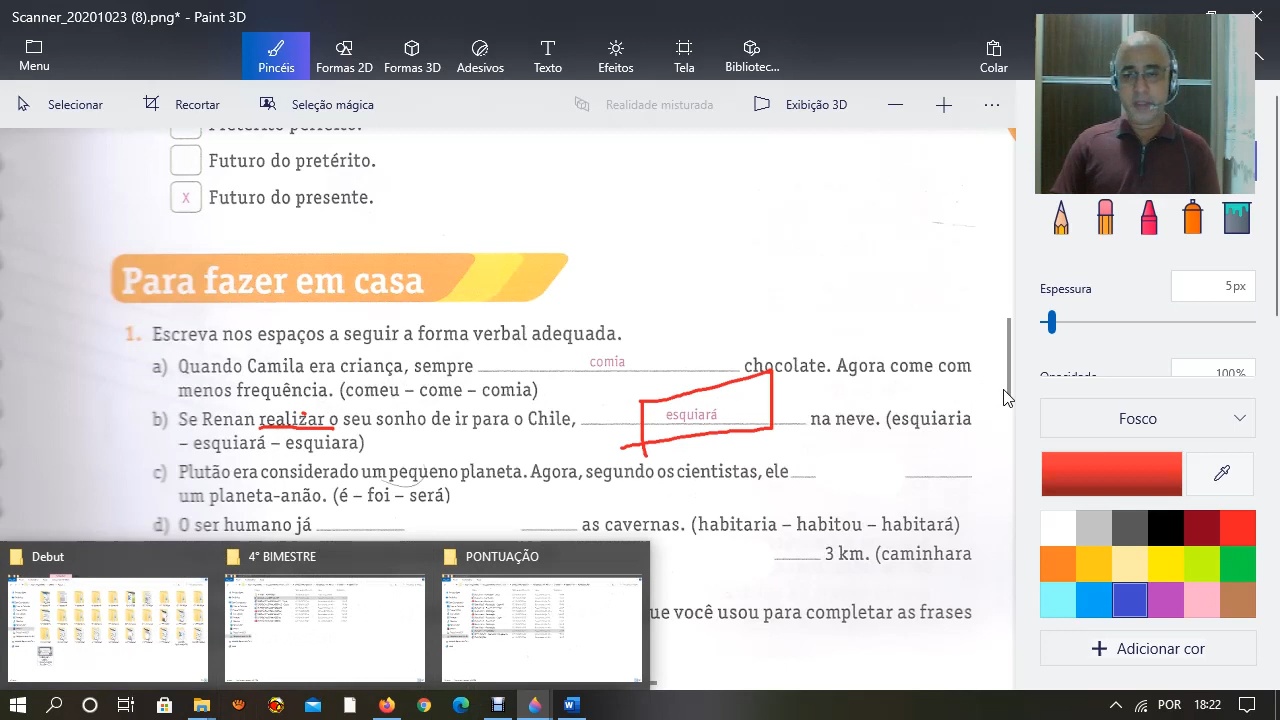 Scanner_20201023 (8).png* - Paint 3D
Menu
Pincéis
Formas 2D
Formas 3D
Adesivos
Texto
Efeitos
Tela
Bibliotec...
Colar
Selecionar
Recortar
Seleção mágica
Realidade misturada
Exibição 3D
Pretérito perfeito.
Futuro do pretérito.
x Futuro do presente.
Para fazer em casa
1. Escreva nos espaços a seguir a forma verbal adequada.
a) Quando Camila era criança, sempre comia chocolate. Agora come com
menos frequência. (comeu – come – comia)
b) Se Renan realizar o seu sonho de ir para o Chile, esquiará na neve. (esquiaria
– esquiará – esquiara)
c) Plutão era considerado um pequeno planeta. Agora, segundo os cientistas, ele
um planeta-anão. (é – foi – será)
d) O ser humano já as cavernas. (habitaria – habitou – habitará)
3 km. (caminhara
que você usou para completar as frases
Debut
4° BIMESTRE
PONTUAÇÃO
Espessura
5px
Opacidade
100%
Fosco
Adicionar cor
POR
18:22